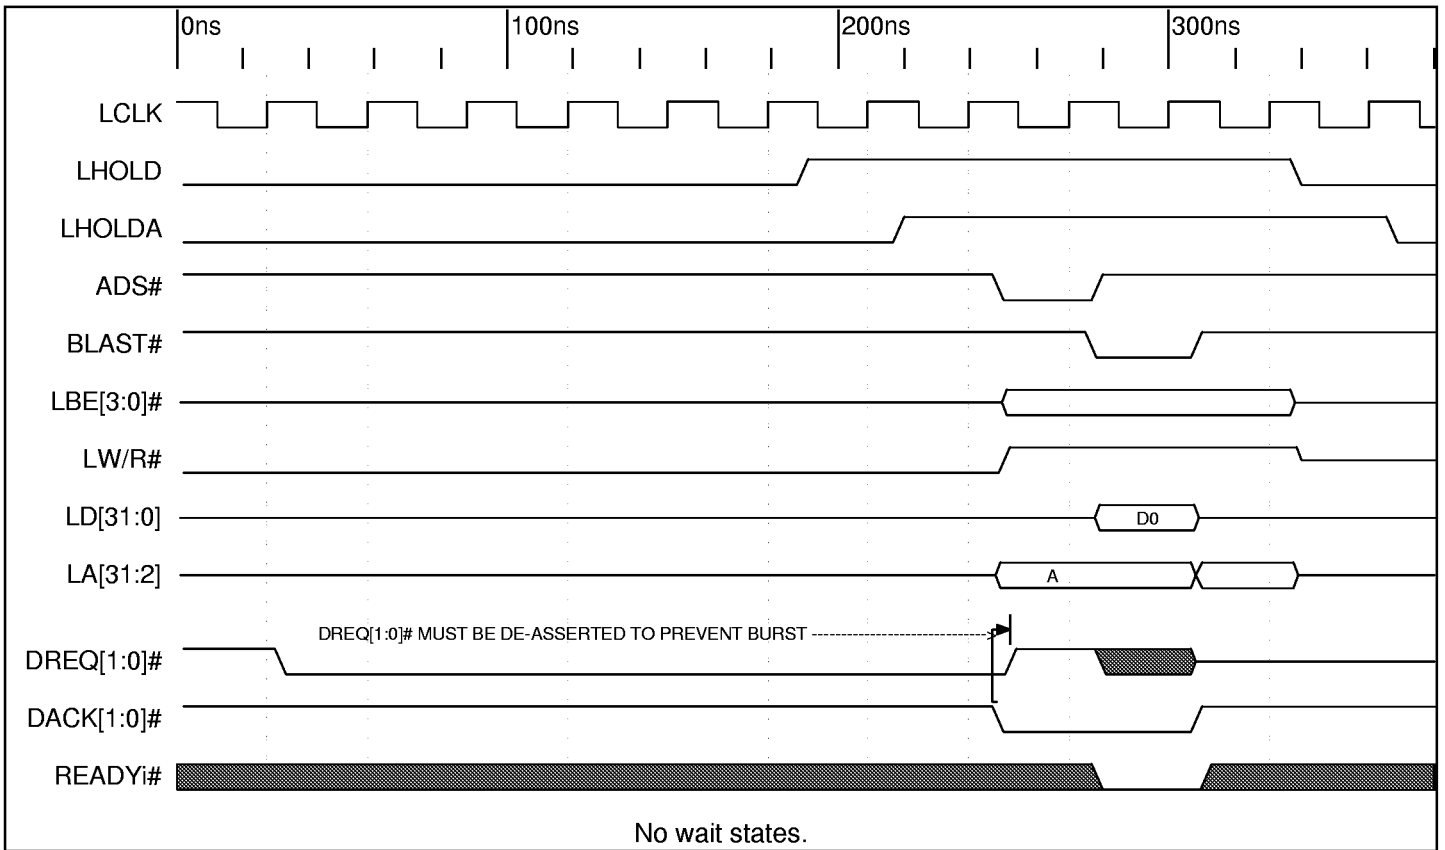 0ns 100ns 200ns 300ns
LCLK
LHOLD
LHOLDA
ADS#
BLAST#
LBE[3:0]#
LW/R#
LD[31:0] D0
LA[31:2] A
DREQ[1:0]# MUST BE DE-ASSERTED TO PREVENT BURST
DREQ[1:0]#
DACK[1:0]#
READYi#
No wait states.